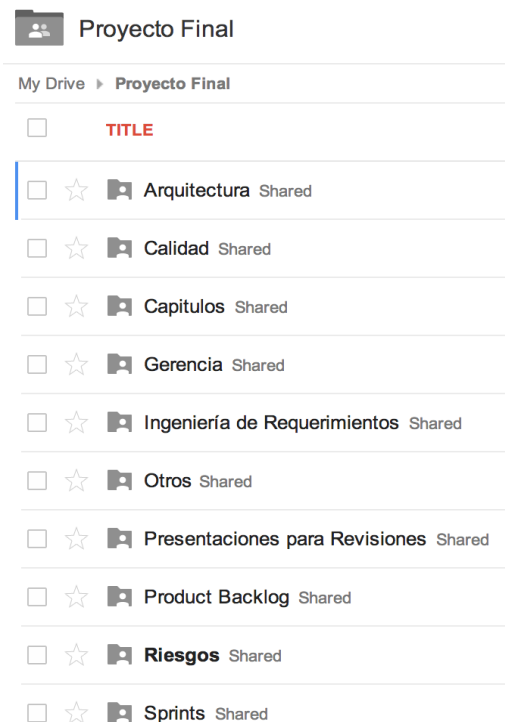 Proyecto Final
My Drive Proyecto Final
TITLE
Arquitectura Shared
Calidad Shared
Capitulos Shared
Gerencia Shared
Ingeniería de Requerimientos Shared
Otros Shared
Presentaciones para Revisiones Shared
Product Backlog Shared
Riesgos Shared
Sprints Shared